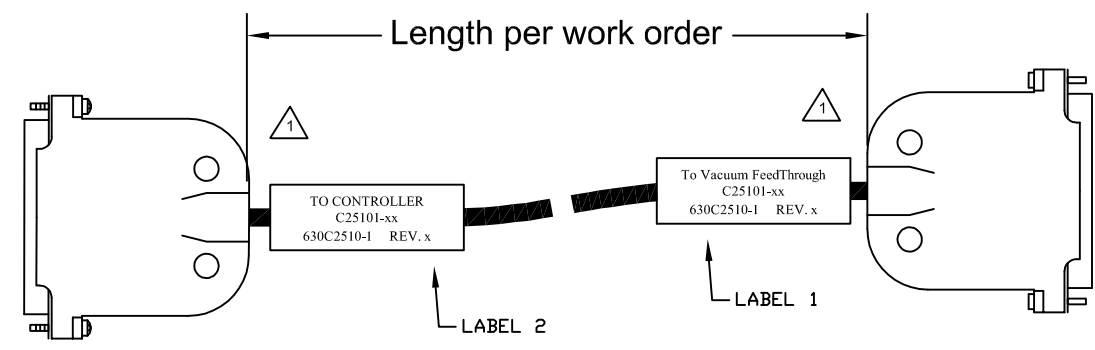 Length per work order
1
1
TO CONTROLLER
C25101-xx
630C2510-1 REV. x
To Vacuum FeedThrough
C25101-xx
630C2510-1 REV. x
LABEL 2
LABEL 1